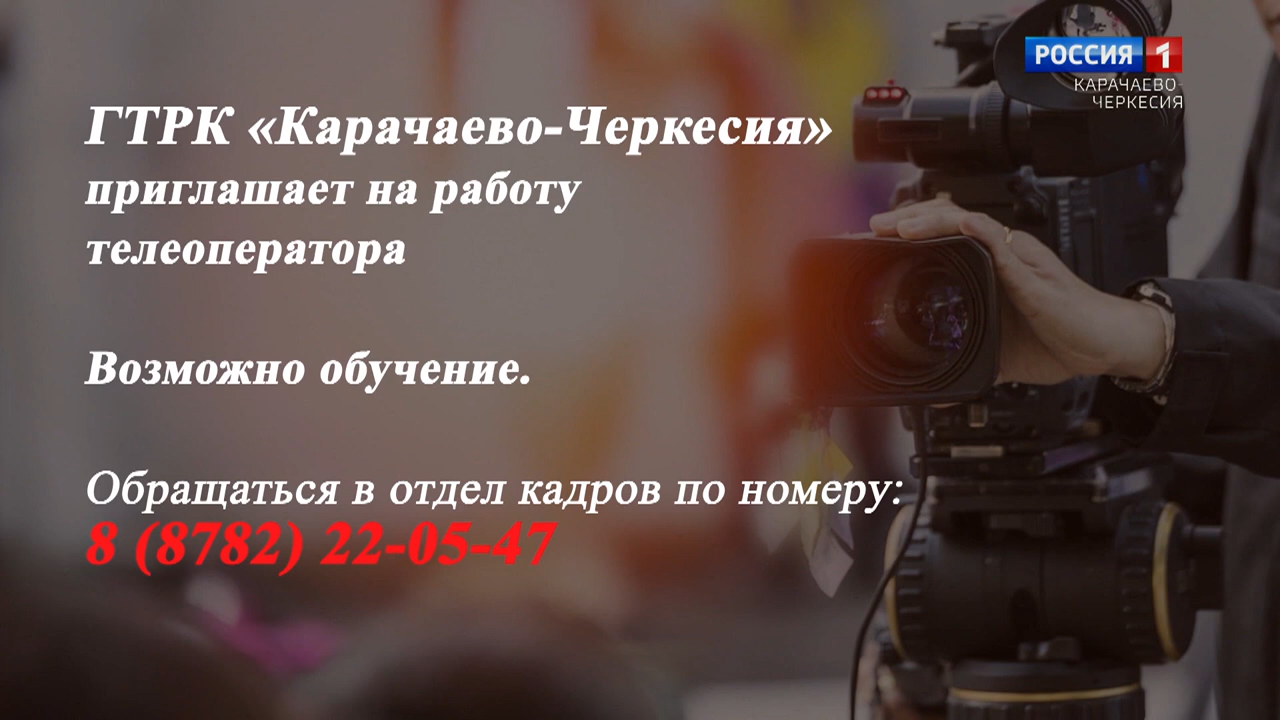 РОССИЯ 1
КАРАЧАЕВО-
ЧЕРКЕСИЯ
ГТРК «Карачаево-Черкесия»
приглашает на работу
телеоператора
Возможно обучение.
Обращаться в отдел кадров по номеру:
8 (8782) 22-05-47